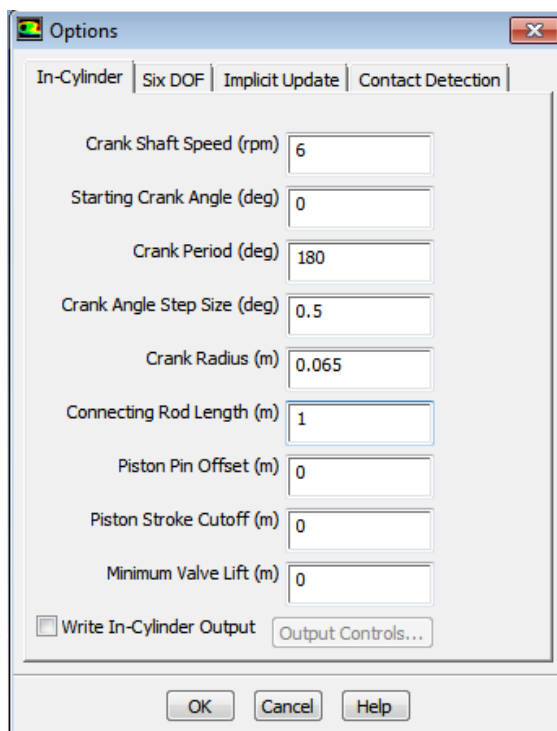 Options
In-Cylinder Six DOF Implicit Update Contact Detection
Crank Shaft Speed (rpm) 6
Starting Crank Angle (deg) 0
Crank Period (deg) 180
Crank Angle Step Size (deg) 0.5
Crank Radius (m) 0.065
Connecting Rod Length (m) 1
Piston Pin Offset (m) 0
Piston Stroke Cutoff (m) 0
Minimum Valve Lift (m) 0
Write In-Cylinder Output Output Controls...
OK Cancel Help